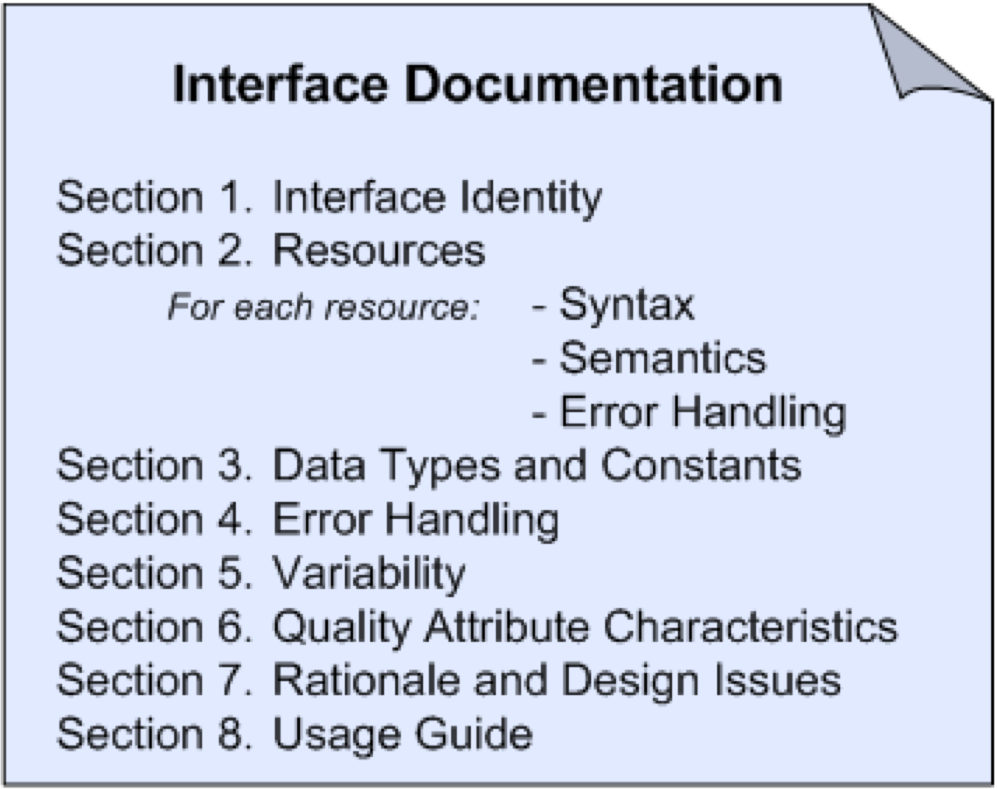 Interface Documentation
Section 1. Interface Identity
Section 2. Resources
For each resource: - Syntax
- Semantics
- Error Handling
Section 3. Data Types and Constants
Section 4. Error Handling
Section 5. Variability
Section 6. Quality Attribute Characteristics
Section 7. Rationale and Design Issues
Section 8. Usage Guide